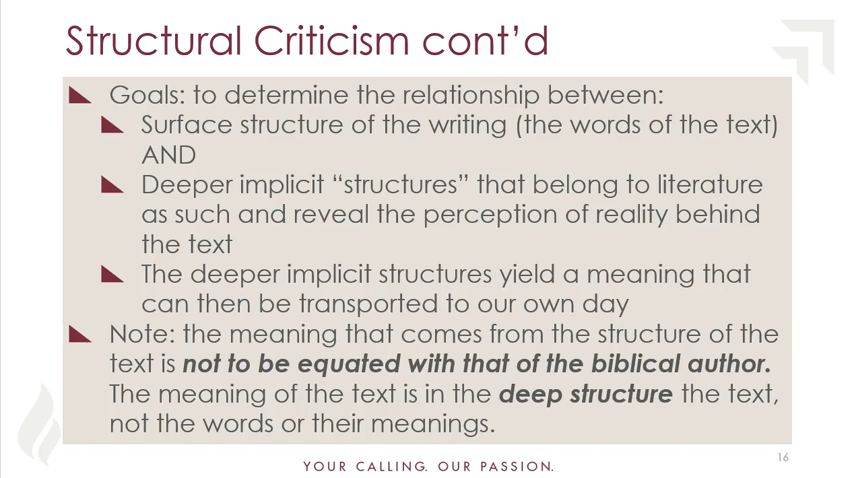 Structural Criticism cont’d
Goals: to determine the relationship between:
Surface structure of the writing (the words of the text)
AND
Deeper implicit “structures” that belong to literature
as such and reveal the perception of reality behind
the text
The deeper implicit structures yield a meaning that
can then be transported to our own day
Note: the meaning that comes from the structure of the
text is not to be equated with that of the biblical author.
The meaning of the text is in the deep structure the text,
not the words or their meanings.
16
YOUR CALLING. OUR PASSION.